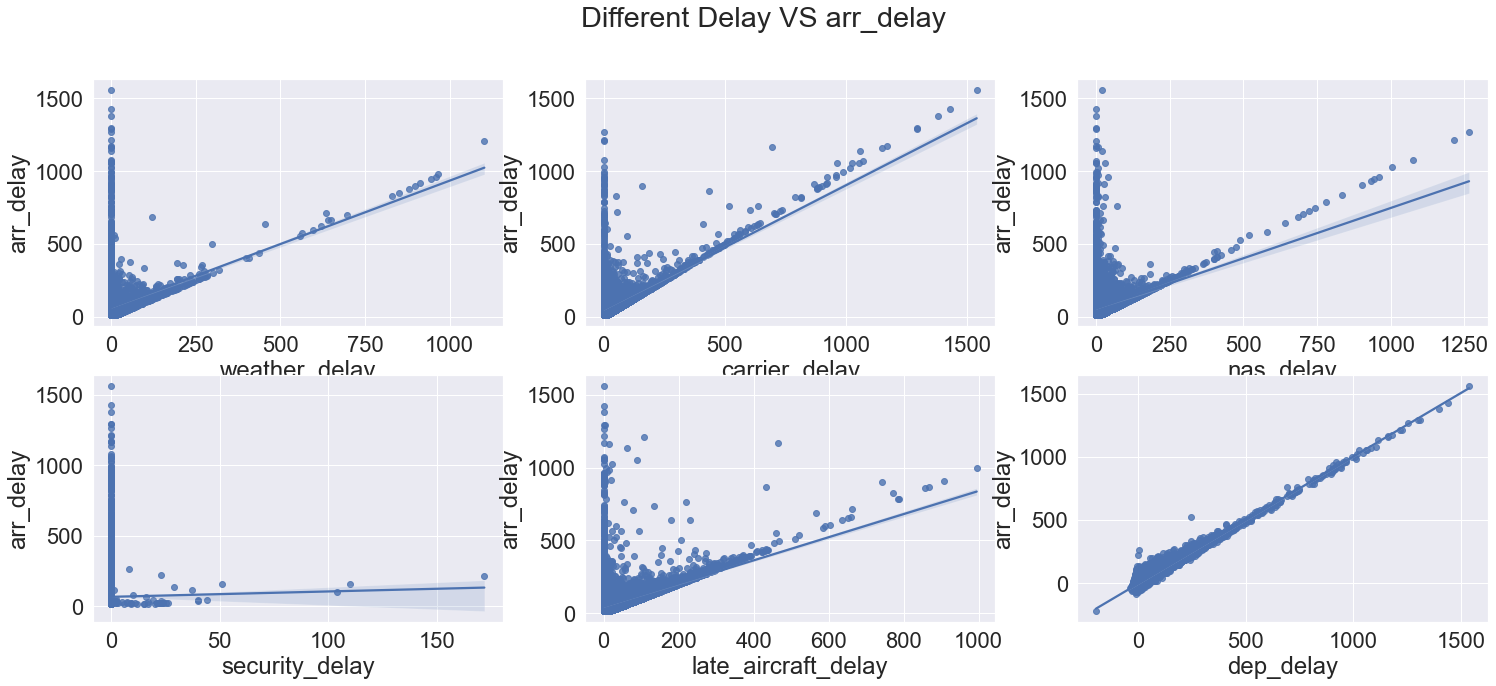 Different Delay VS arr_delay
1500
1000
500
0
arr_delay
0 250 500 750 1000
weather_delay
1500
1000
500
0
arr_delay
0 500 1000 1500
carrier_delay
1500
1000
500
0
arr_delay
0 250 500 750 1000 1250
nas_delay
1500
1000
500
0
arr_delay
0 50 100 150
security_delay
1500
1000
500
0
arr_delay
0 200 400 600 800 1000
late_aircraft_delay
1500
1000
500
0
arr_delay
0 500 1000 1500
dep_delay